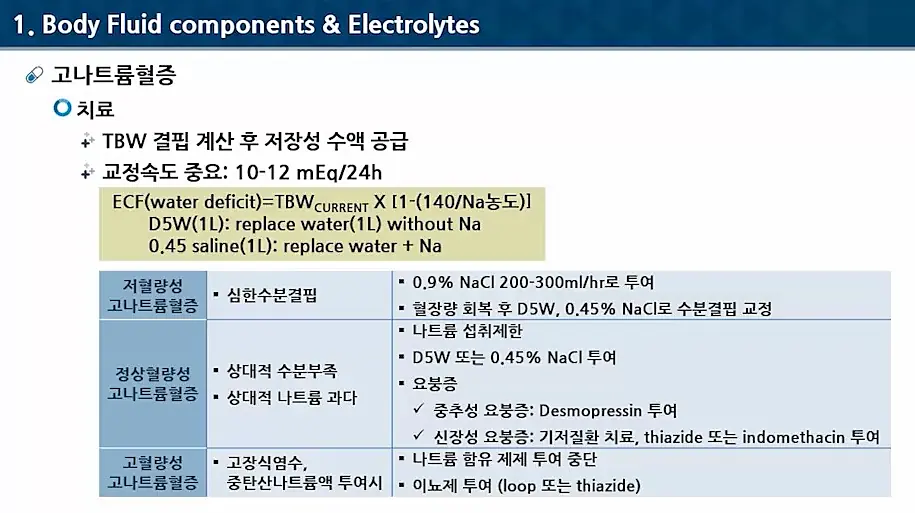 1. Body Fluid components & Electrolytes
고나트륨혈증
치료
TBW 결핍 계산 후 저장성 수액 공급
교정속도 중요: 10-12 mEq/24h
ECF(water deficit)=TBWCURRENT X [1-(140/Na농도)]
D5W(1L): replace water(1L) without Na
0.45 saline(1L): replace water + Na
저혈량성
고나트륨혈증
▪ 심한수분결핍
▪ 0.9% NaCl 200-300ml/hr로 투여
▪ 혈장량 회복 후 D5W, 0.45% NaCl로 수분결핍 교정
정상혈량성
고나트륨혈증
▪ 상대적 수분부족
▪ 상대적 나트륨 과다
▪ 나트륨 섭취제한
▪ D5W 또는 0.45% NaCl 투여
▪ 요붕증
✓ 중추성 요붕증: Desmopressin 투여
✓ 신장성 요붕증: 기저질환 치료, thiazide 또는 indomethacin 투여
고혈량성
고나트륨혈증
▪ 고장식염수,
중탄산나트륨액 투여시
▪ 나트륨 함유 제제 투여 중단
▪ 이뇨제 투여 (loop 또는 thiazide)